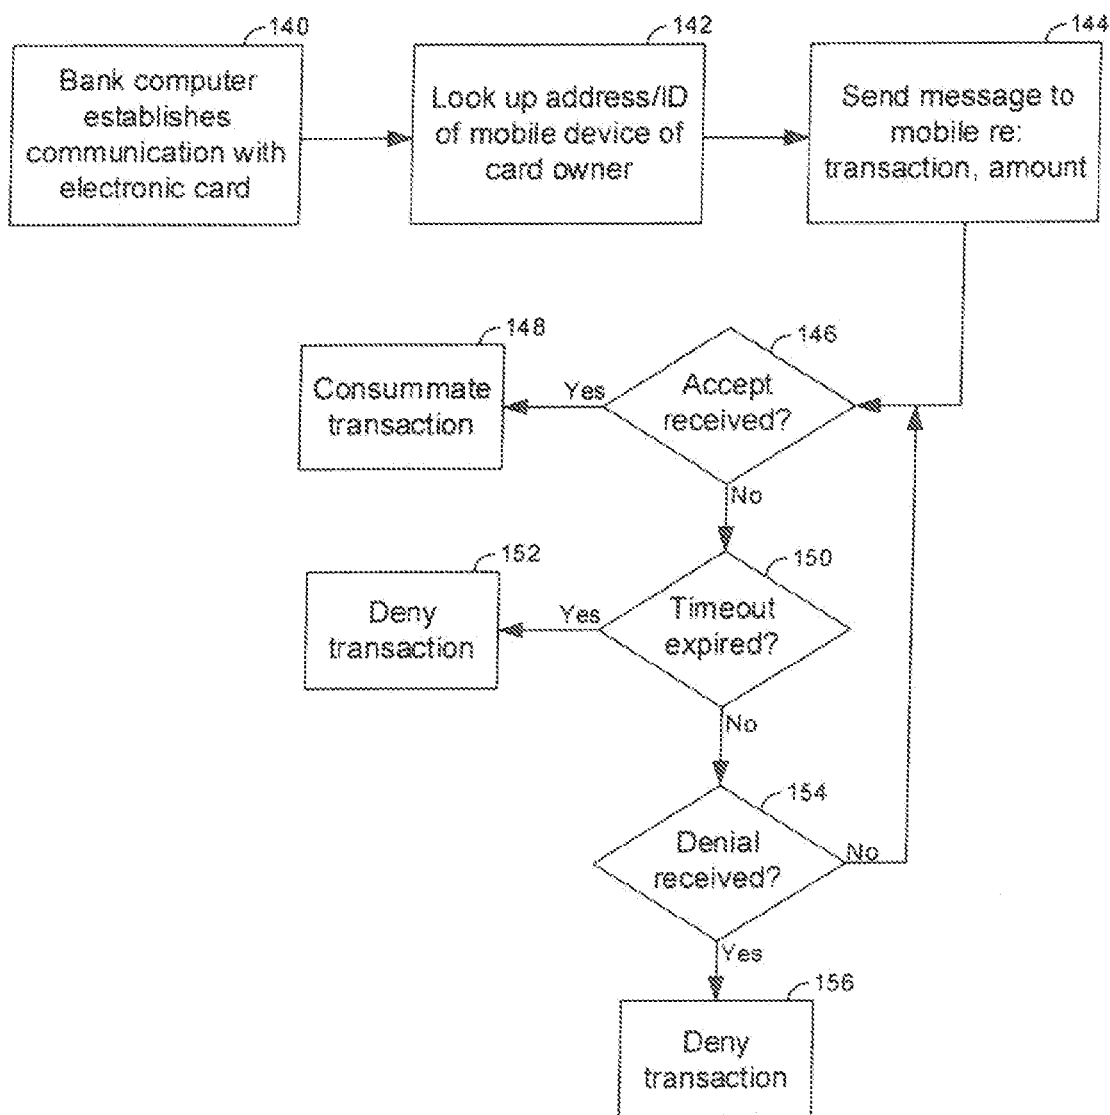 140
Bank computer
establishes
communication with
electronic card
142
Look up address/ID
of mobile device of
card owner
144
Send message to
mobile re:
transaction, amount
146
Accept
received?
Yes
148
Consummate
transaction
No
150
Timeout
expired?
Yes
152
Deny
transaction
No
154
Denial
received?
No
Yes
156
Deny
transaction